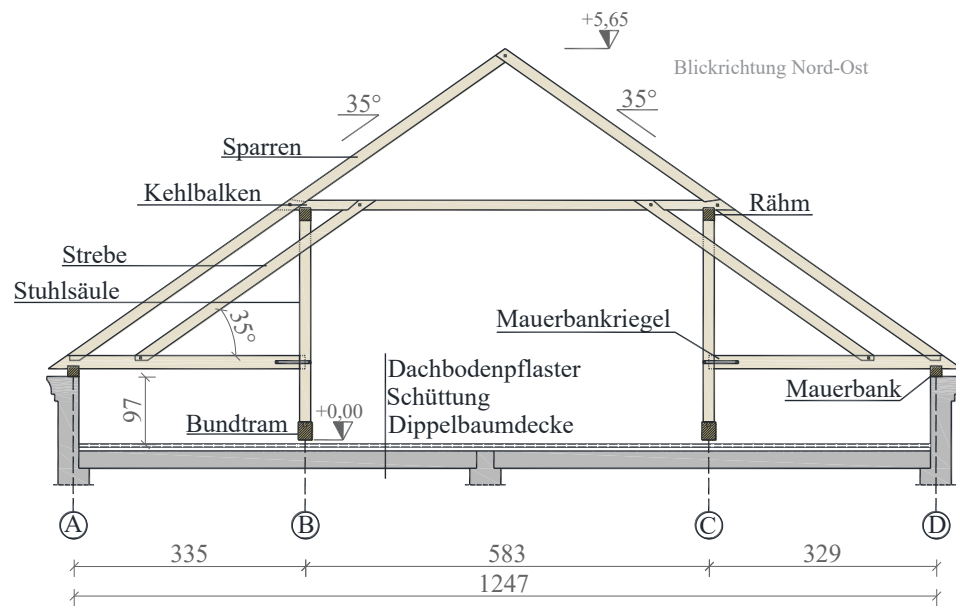 +5,65
Blickrichtung Nord-Ost
35°
35°
Sparren
Kehlbalken
Rähm
Strebe
Stuhlsäule
35°
Mauerbankriegel
Dachbodenpflaster
Schüttung
Dippelbaumdecke
Mauerbank
97
Bundtram
+0,00
A
B
C
D
335
583
329
1247